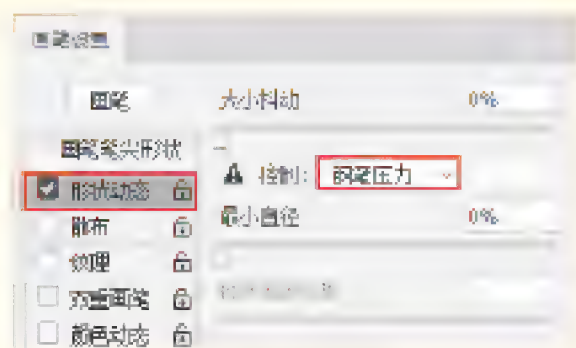 画笔设置
画笔
大小抖动 0%
画笔笔尖形状
形状动态
控制: 钢笔压力
散布
最小直径 0%
纹理
双重画笔
颜色动态